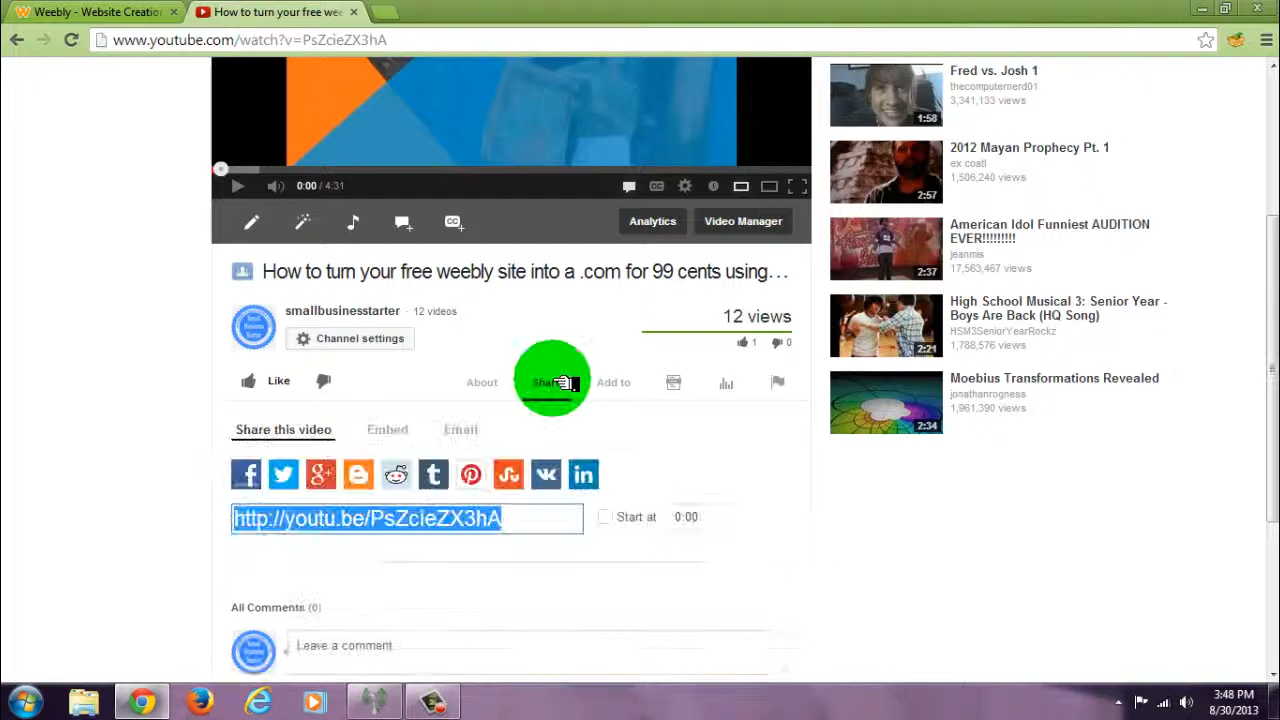 Weebly - Website Creation
How to turn your free wee
www.youtube.com/watch?v=PsZcieZX3hA
0:00 / 4:31
CC
CC
Analytics
Video Manager
How to turn your free weebly site into a .com for 99 cents using...
smallbusinesstarter · 12 videos
Channel settings
12 views
1
0
Like
About
Share
Add to
Share this video
Embed
Email
http://youtu.be/PsZcIeZX3hA
Start at
0:00
All Comments (0)
Leave a comment
Fred vs. Josh 1
thecomputernerd01
3,341,133 views
1:58
2012 Mayan Prophecy Pt. 1
ex coatl
1,506,240 views
2:57
American Idol Funniest AUDITION
EVER!!!!!!!!!
jeanmis
17,563,467 views
2:37
High School Musical 3: Senior Year -
Boys Are Back (HQ Song)
HSM3SeniorYearRockz
1,788,576 views
2:21
Moebius Transformations Revealed
jonathanrogness
1,961,390 views
2:34
3:48 PM
8/30/2013